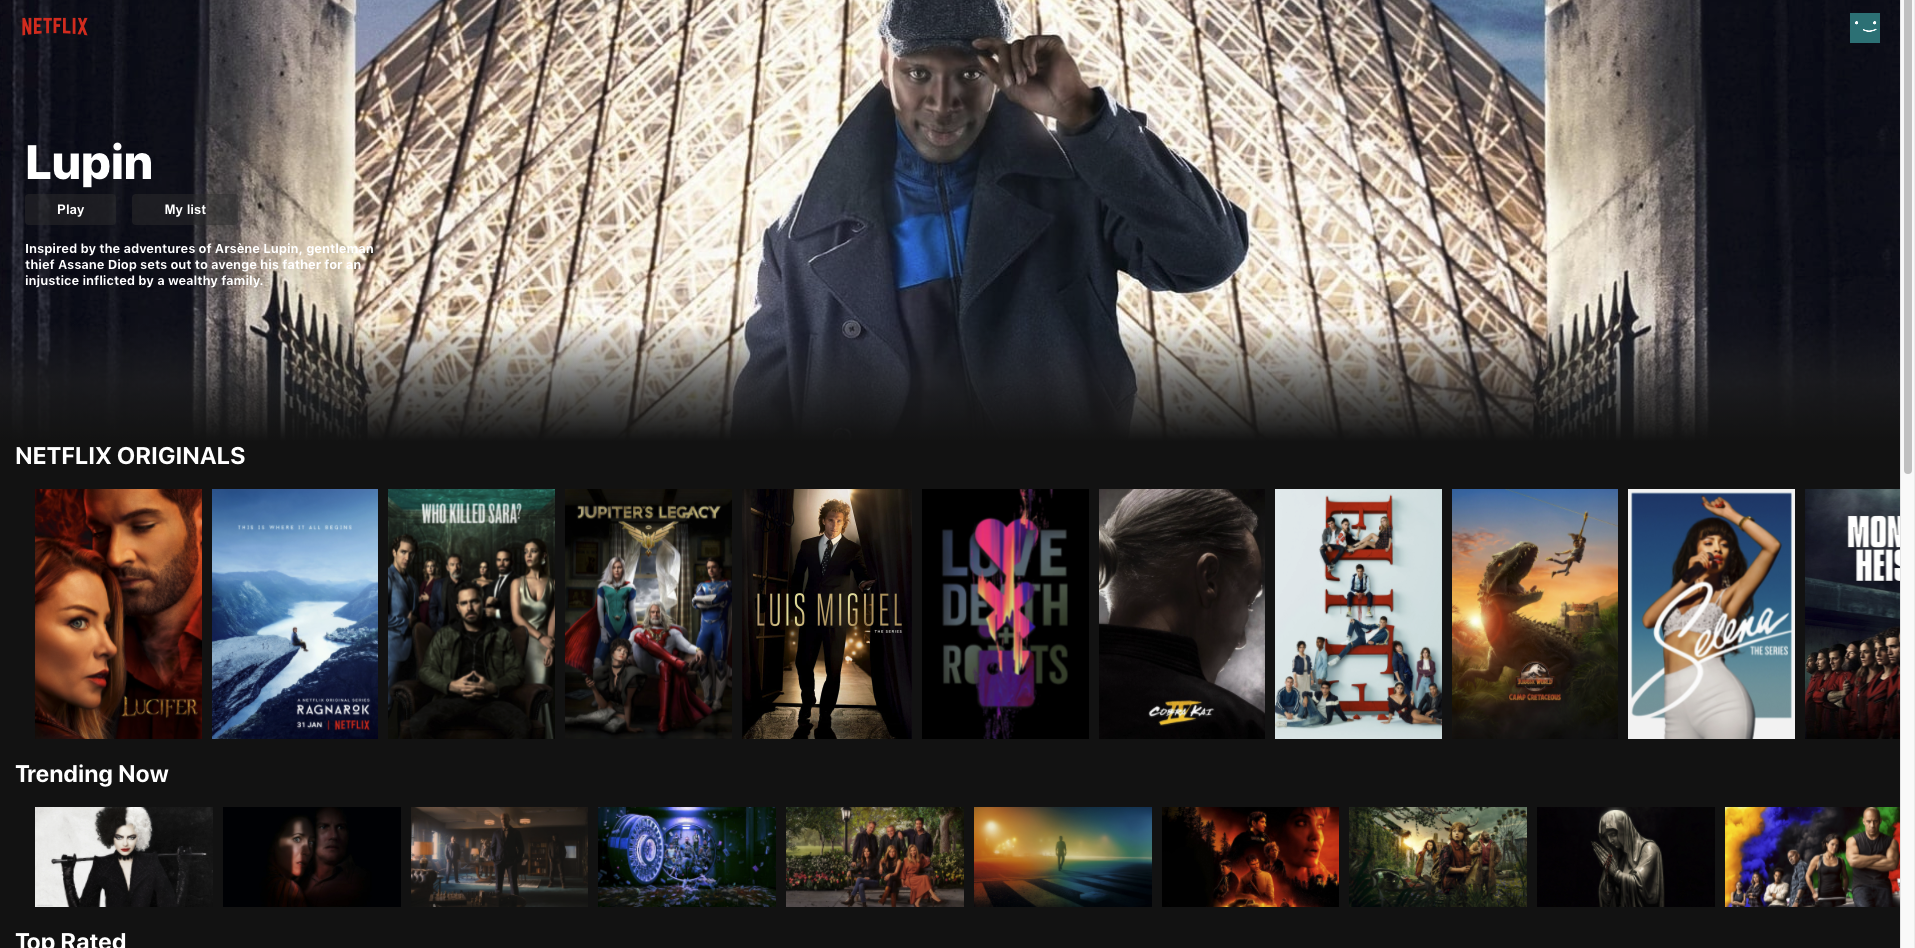 NETFLIX
Lupin
Play
My list
Inspired by the adventures of Arsène Lupin, gentleman
thief Assane Diop sets out to avenge his father for an
injustice inflicted by a wealthy family.
NETFLIX ORIGINALS
LUCIFER
THIS IS WHERE IT ALL BEGINS
A NETFLIX ORIGINAL SERIES
RAGNAROK
31 JAN | NETFLIX
WHO KILLED SARA?
JUPITER'S LEGACY
LUIS MIGUEL
THE SERIES
LOVE
DEATH
+
ROBOTS
COBRA KAI
IV
ELITE
JURASSIC WORLD
CAMP CRETACEOUS
Selena
THE SERIES
MON
HEIS
Trending Now
Top Rated